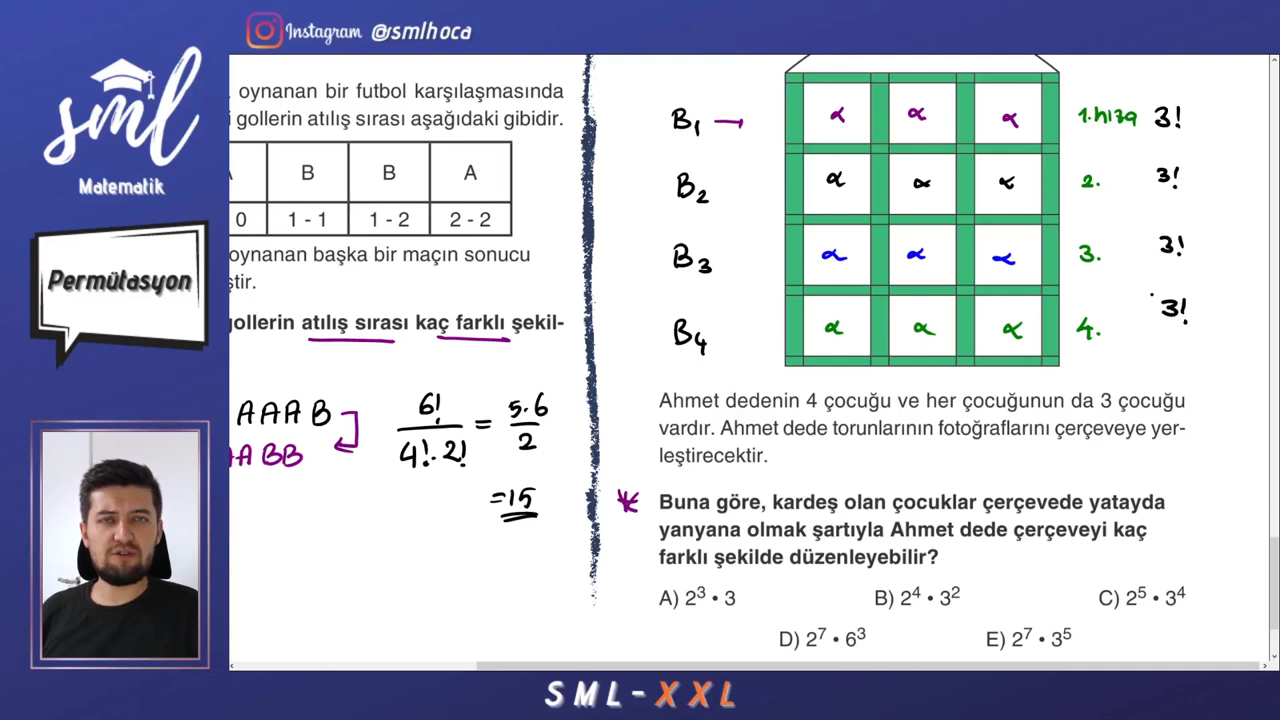 Instagram @smlhoca
sml
Matematik
Permütasyon
oynanan bir futbol karşılaşmasında
i gollerin atılış sırası aşağıdaki gibidir.
B B A
0 1 - 1 1 - 2 2 - 2
oynanan başka bir maçın sonucu
ştir.
gollerin atılış sırası kaç farklı şekil-
AAAAB
6!
4!.2!
=
5.6
2
AABB
=15
B1 → α α α 1.hiza 3!
B2 α α α 2. 3!
B3 α α α 3. 3!
B4 α α α 4. 3!
Ahmet dedenin 4 çocuğu ve her çocuğunun da 3 çocuğu
vardır. Ahmet dede torunlarının fotoğraflarını çerçeveye yer-
leştirecektir.
Buna göre, kardeş olan çocuklar çerçevede yatayda
yanyana olmak şartıyla Ahmet dede çerçeveyi kaç
farklı şekilde düzenleyebilir?
A) 2³ • 3 B) 2⁴ • 3² C) 2⁵ • 3⁴
D) 2⁷ • 6³ E) 2⁷ • 3⁵
SML-XXL